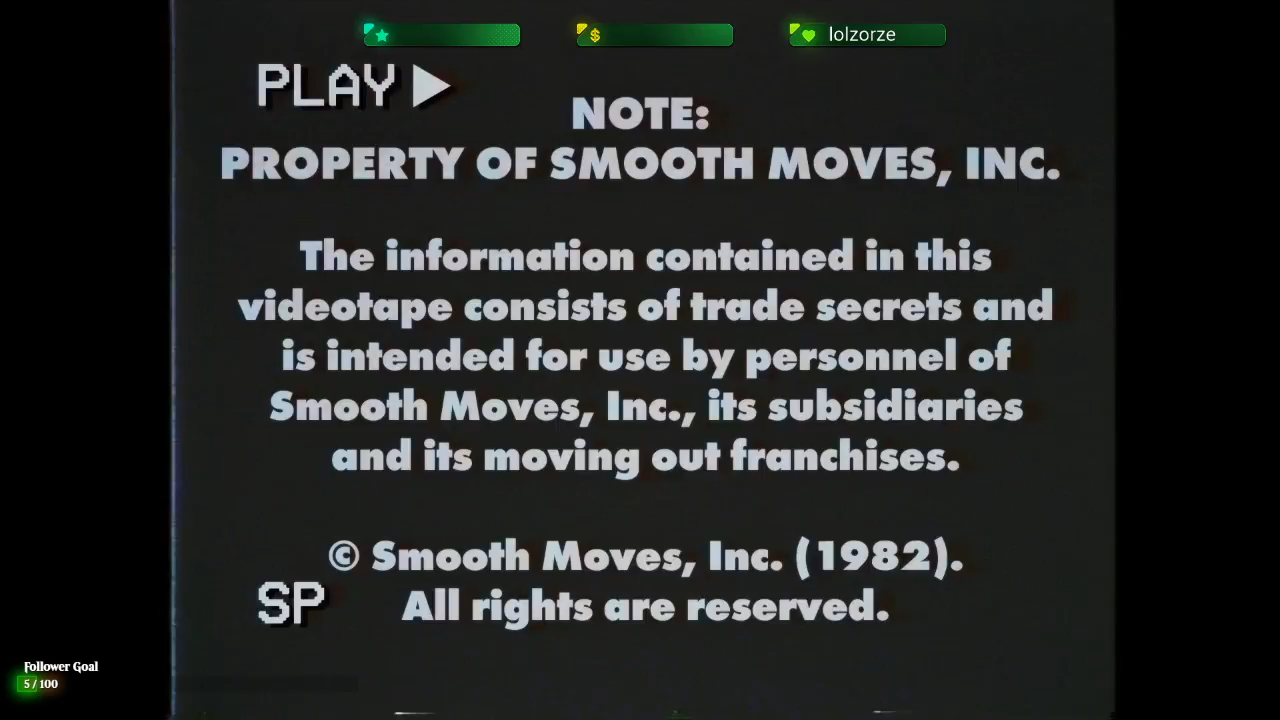 lolzorze
PLAY
NOTE:
PROPERTY OF SMOOTH MOVES, INC.
The information contained in this
videotape consists of trade secrets and
is intended for use by personnel of
Smooth Moves, Inc., its subsidiaries
and its moving out franchises.
© Smooth Moves, Inc. (1982).
All rights are reserved.
SP
Follower Goal
5 / 100